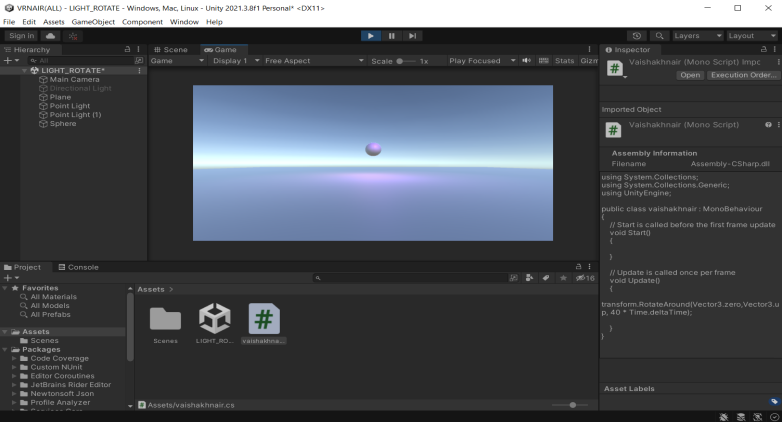 VRNAIR(ALL) - LIGHT_ROTATE - Windows, Mac, Linux - Unity 2021.3.8f1 Personal* <DX11>
File Edit Assets GameObject Component Window Help
Sign in
Layers
Layout
Hierarchy
All
LIGHT_ROTATE*
Main Camera
Directional Light
Plane
Point Light
Point Light (1)
Sphere
Scene
Game
Game
Display 1
Free Aspect
Scale
1x
Play Focused
Stats
Gizm
Inspector
Vaishakhnair (Mono Script) Impc
Open
Execution Order...
Imported Object
Vaishakhnair (Mono Script)
Assembly Information
Filename
Assembly-CSharp.dll
using System.Collections;
using System.Collections.Generic;
using UnityEngine;
public class vaishakhnair : MonoBehaviour
{
// Start is called before the first frame update
void Start()
{
}
// Update is called once per frame
void Update()
{
transform.RotateAround(Vector3.zero,Vector3.u
p, 40 * Time.deltaTime);
}
}
Asset Labels
Project
Console
16
Favorites
All Materials
All Models
All Prefabs
Assets
Scenes
Packages
Code Coverage
Custom NUnit
Editor Coroutines
JetBrains Rider Editor
Newtonsoft Json
Profile Analyzer
Services Core
Assets >
Scenes
LIGHT_RO...
vaishakhna...
Assets/vaishakhnair.cs